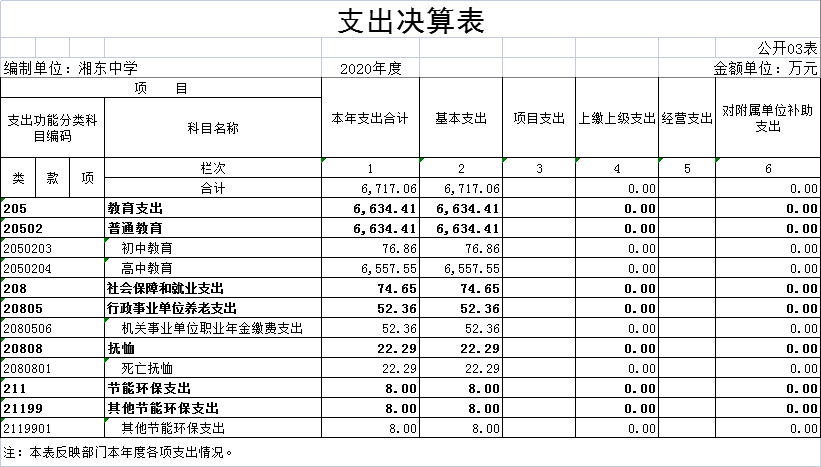 支出决算表
公开03表
编制单位：湘东中学 2020年度 金额单位：万元
项 目 本年支出合计 基本支出 项目支出 上缴上级支出 经营支出 对附属单位补助支出
支出功能分类科目编码 科目名称
类 款 项 栏次 1 2 3 4 5 6
合计 6,717.06 6,717.06 0.00 0.00
205 教育支出 6,634.41 6,634.41 0.00 0.00
20502 普通教育 6,634.41 6,634.41 0.00 0.00
2050203 初中教育 76.86 76.86 0.00 0.00
2050204 高中教育 6,557.55 6,557.55 0.00 0.00
208 社会保障和就业支出 74.65 74.65 0.00 0.00
20805 行政事业单位养老支出 52.36 52.36 0.00 0.00
2080506 机关事业单位职业年金缴费支出 52.36 52.36 0.00 0.00
20808 抚恤 22.29 22.29 0.00 0.00
2080801 死亡抚恤 22.29 22.29 0.00 0.00
211 节能环保支出 8.00 8.00 0.00 0.00
21199 其他节能环保支出 8.00 8.00 0.00 0.00
2119901 其他节能环保支出 8.00 8.00 0.00 0.00
注：本表反映部门本年度各项支出情况。